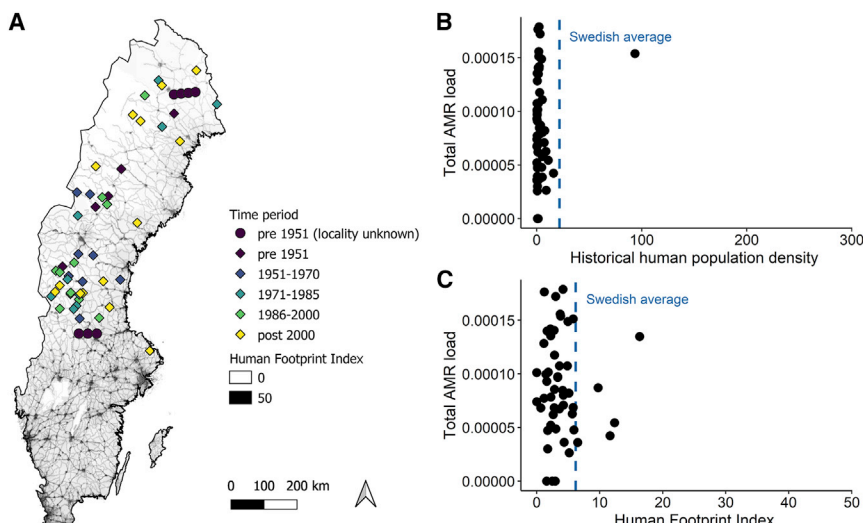 A
Time period
pre 1951 (locality unknown)
pre 1951
1951-1970
1971-1985
1986-2000
post 2000
Human Footprint Index
0
50
0 100 200 km
B
Swedish average
Total AMR load
0.00015
0.00010
0.00005
0.00000
0 100 200 300
Historical human population density
C
Swedish average
Total AMR load
0.00015
0.00010
0.00005
0.00000
0 10 20 30 40 50
Human Footprint Index